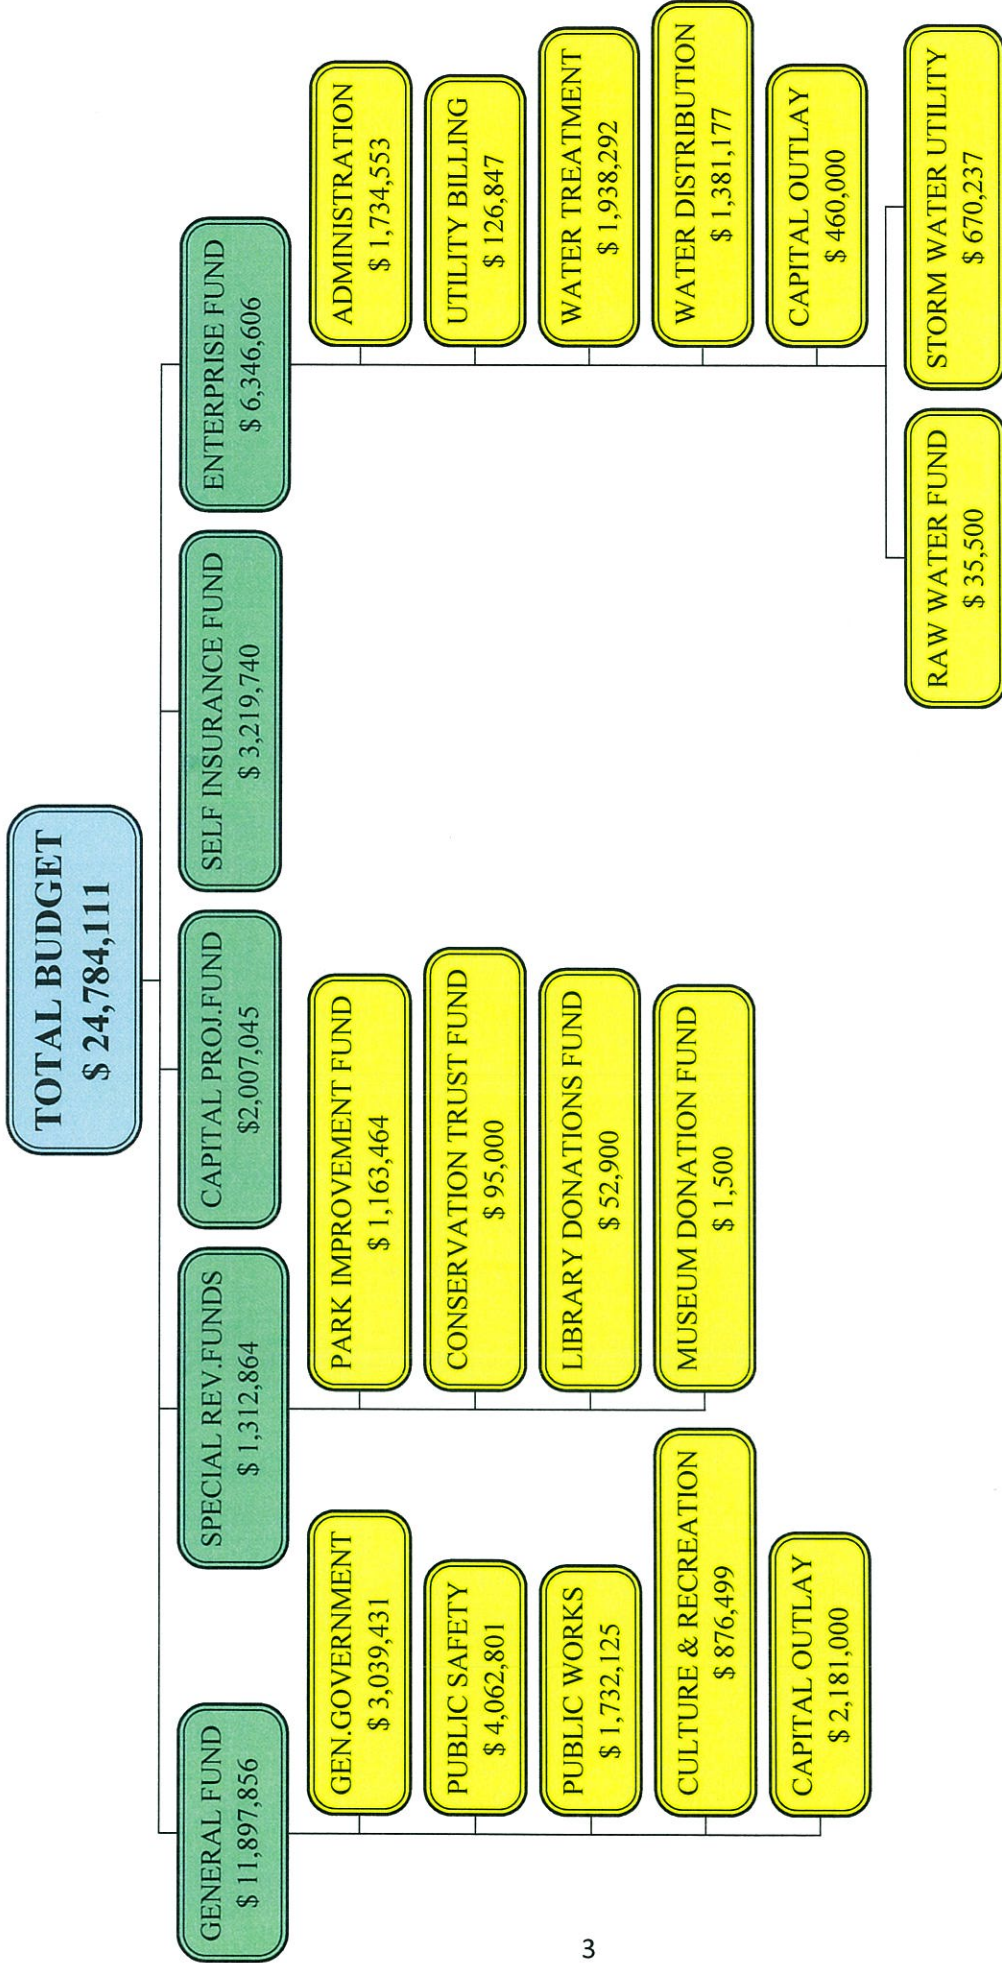 TOTAL BUDGET
$ 24,784,111
GENERAL FUND
$ 11,897,856
SPECIAL REV.FUNDS
$ 1,312,864
CAPITAL PROJ.FUND
$2,007,045
SELF INSURANCE FUND
$ 3,219,740
ENTERPRISE FUND
$ 6,346,606
GEN.GOVERNMENT
$ 3,039,431
PUBLIC SAFETY
$ 4,062,801
PUBLIC WORKS
$ 1,732,125
CULTURE & RECREATION
$ 876,499
CAPITAL OUTLAY
$ 2,181,000
PARK IMPROVEMENT FUND
$ 1,163,464
CONSERVATION TRUST FUND
$ 95,000
LIBRARY DONATIONS FUND
$ 52,900
MUSEUM DONATION FUND
$ 1,500
ADMINISTRATION
$ 1,734,553
UTILITY BILLING
$ 126,847
WATER TREATMENT
$ 1,938,292
WATER DISTRIBUTION
$ 1,381,177
CAPITAL OUTLAY
$ 460,000
RAW WATER FUND
$ 35,500
STORM WATER UTILITY
$ 670,237
3